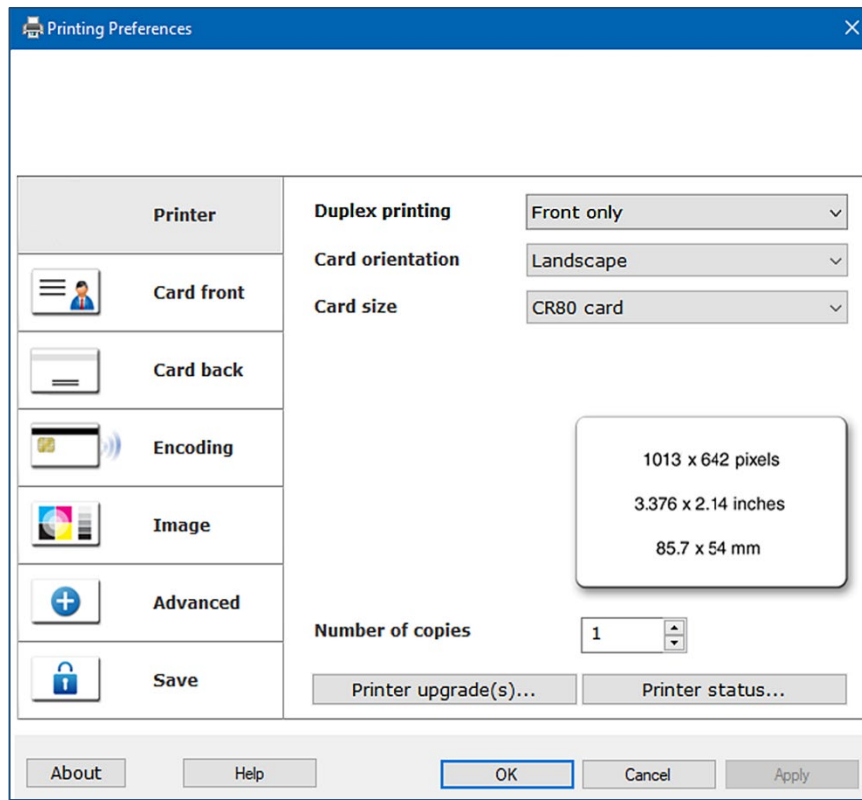 Printing Preferences
Printer
Card front
Card back
Encoding
Image
Advanced
Save
Duplex printing Front only
Card orientation Landscape
Card size CR80 card
1013 x 642 pixels
3.376 x 2.14 inches
85.7 x 54 mm
Number of copies 1
Printer upgrade(s)... Printer status...
About Help OK Cancel Apply